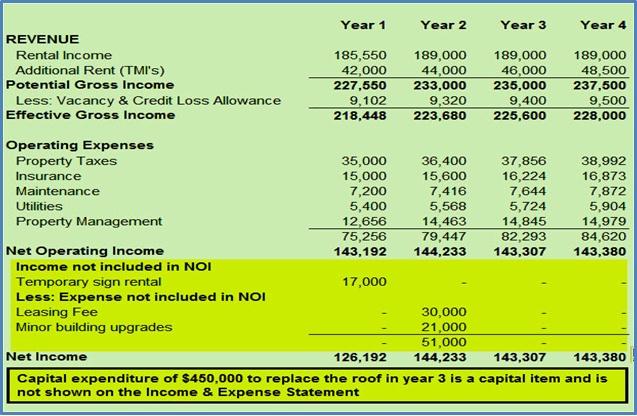 Year 1 Year 2 Year 3 Year 4
REVENUE
Rental Income 185,550 189,000 189,000 189,000
Additional Rent (TMI's) 42,000 44,000 46,000 48,500
Potential Gross Income 227,550 233,000 235,000 237,500
Less: Vacancy & Credit Loss Allowance 9,102 9,320 9,400 9,500
Effective Gross Income 218,448 223,680 225,600 228,000
Operating Expenses
Property Taxes 35,000 36,400 37,856 38,992
Insurance 15,000 15,600 16,224 16,873
Maintenance 7,200 7,416 7,644 7,872
Utilities 5,400 5,568 5,724 5,904
Property Management 12,656 14,463 14,845 14,979
75,256 79,447 82,293 84,620
Net Operating Income 143,192 144,233 143,307 143,380
Income not included in NOI
Temporary sign rental 17,000 - - -
Less: Expense not included in NOI
Leasing Fee - 30,000 - -
Minor building upgrades - 21,000 - -
- 51,000 - -
Net Income 126,192 144,233 143,307 143,380
Capital expenditure of $450,000 to replace the roof in year 3 is a capital item and is
not shown on the Income & Expense Statement